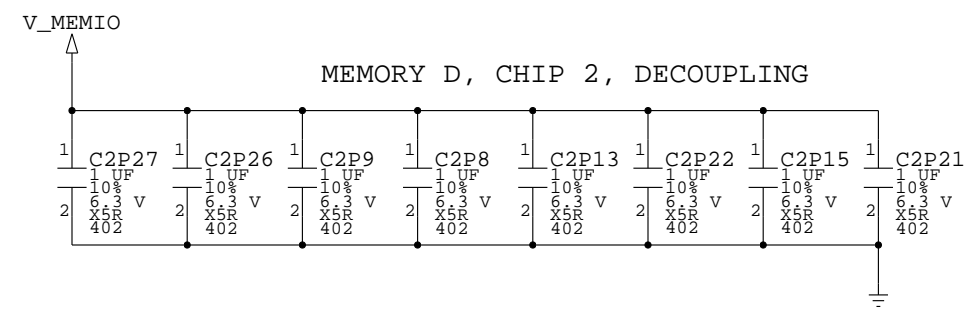 V_MEMIO
MEMORY D, CHIP 2, DECOUPLING
1 C2P27 1 C2P26 1 C2P9 1 C2P8 1 C2P13 1 C2P22 1 C2P15 1 C2P21
1 UF 1 UF 1 UF 1 UF 1 UF 1 UF 1 UF 1 UF
10% 10% 10% 10% 10% 10% 10% 10%
2 6.3 V 2 6.3 V 2 6.3 V 2 6.3 V 2 6.3 V 2 6.3 V 2 6.3 V 2 6.3 V
X5R X5R X5R X5R X5R X5R X5R X5R
402 402 402 402 402 402 402 402